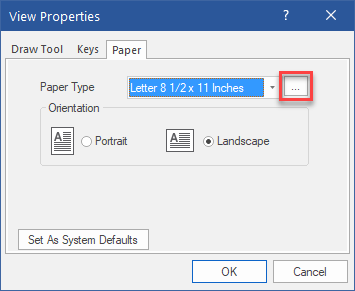 View Properties ? ×
Draw Tool Keys Paper
Paper Type Letter 8 1/2 x 11 Inches ...
Orientation
A Portrait A Landscape
Set As System Defaults
OK Cancel